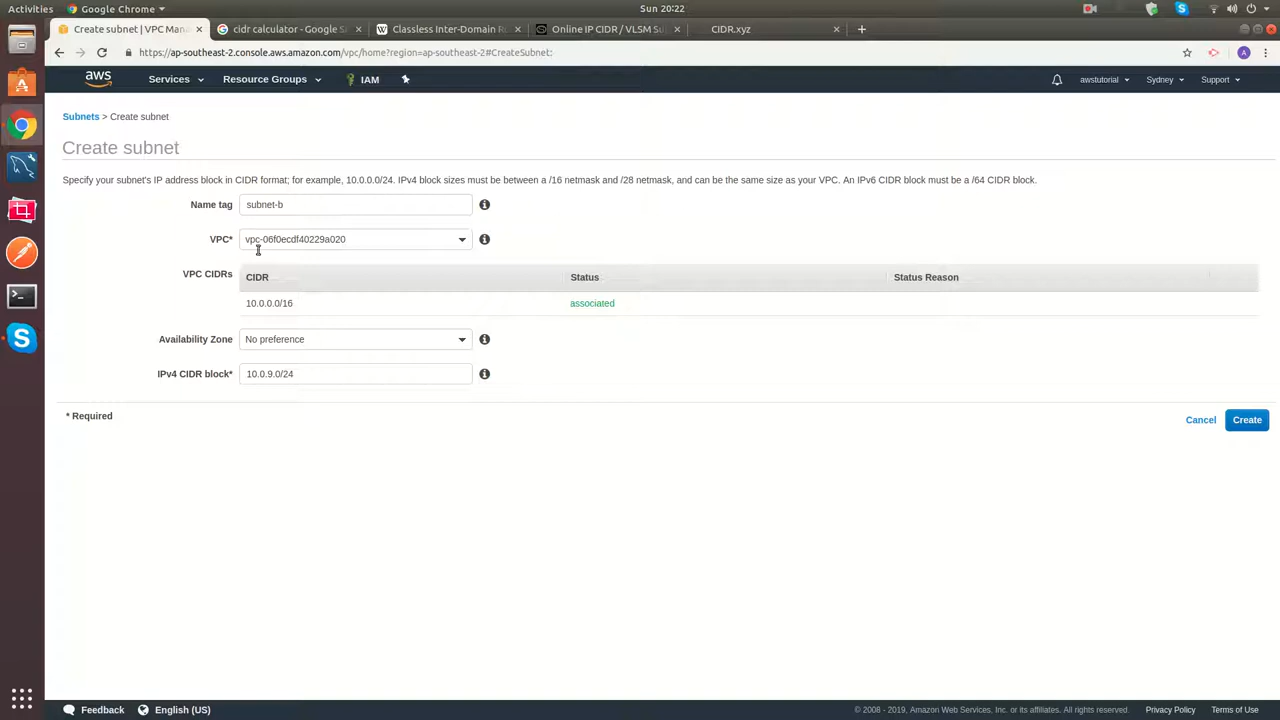 Activities Google Chrome Sun 20:22
Create subnet | VPC Man cidr calculator - Google S Classless Inter-Domain R Online IP CIDR / VLSM Su CIDR.xyz
https://ap-southeast-2.console.aws.amazon.com/vpc/home?region=ap-southeast-2#CreateSubnet: A
aws Services Resource Groups IAM awstutorial Sydney Support
Subnets > Create subnet
Create subnet
Specify your subnet's IP address block in CIDR format; for example, 10.0.0.0/24. IPv4 block sizes must be between a /16 netmask and /28 netmask, and can be the same size as your VPC. An IPv6 CIDR block must be a /64 CIDR block.
Name tag subnet-b
VPC* vpc-06f0ecdf40229a020
VPC CIDRs CIDR Status Status Reason
10.0.0.0/16 associated
Availability Zone No preference
IPv4 CIDR block* 10.0.9.0/24
* Required
Cancel Create
Feedback English (US) © 2008 - 2019, Amazon Web Services, Inc. or its affiliates. All rights reserved. Privacy Policy Terms of Use